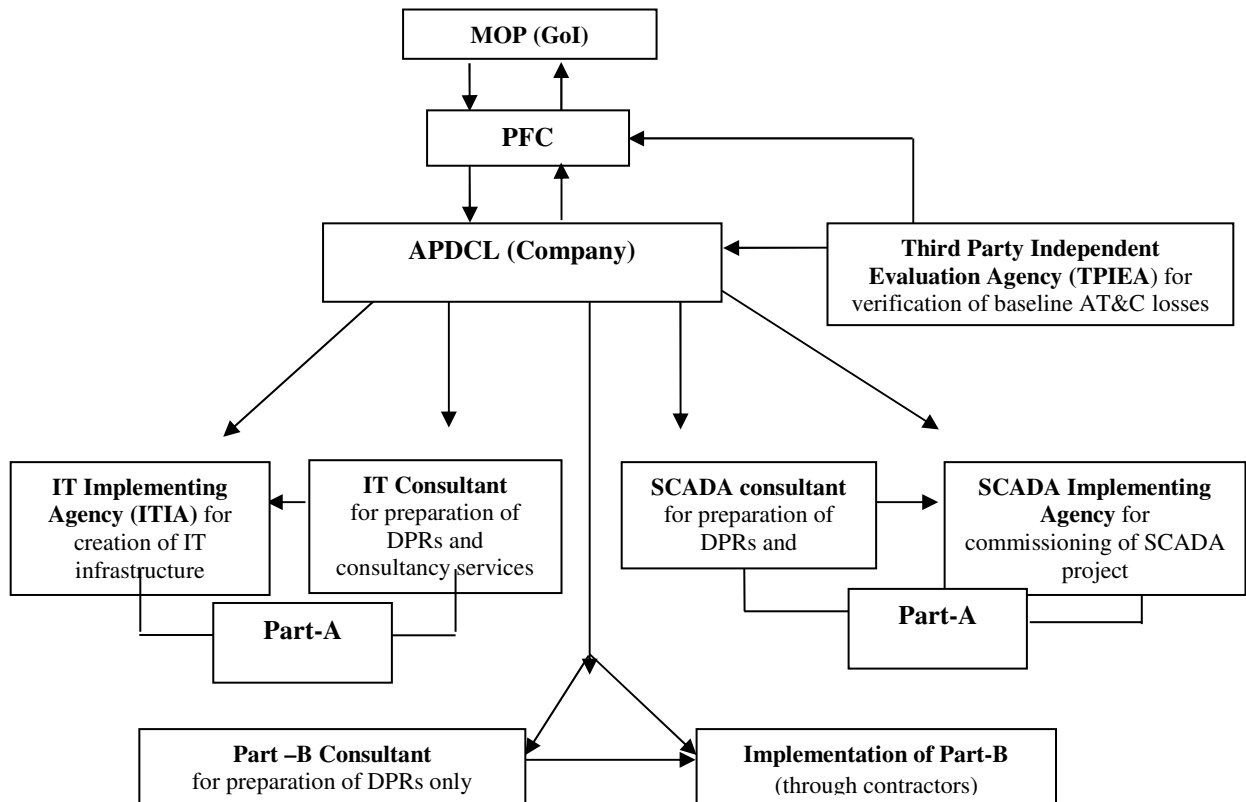 MOP (GoI)
PFC
APDCL (Company)
Third Party Independent
Evaluation Agency (TPIEA) for
verification of baseline AT&C losses
IT Implementing
Agency (ITIA) for
creation of IT
infrastructure
IT Consultant
for preparation of
DPRs and
consultancy services
SCADA consultant
for preparation of
DPRs and
SCADA Implementing
Agency for
commissioning of SCADA
project
Part-A
Part-A
Part –B Consultant
for preparation of DPRs only
Implementation of Part-B
(through contractors)